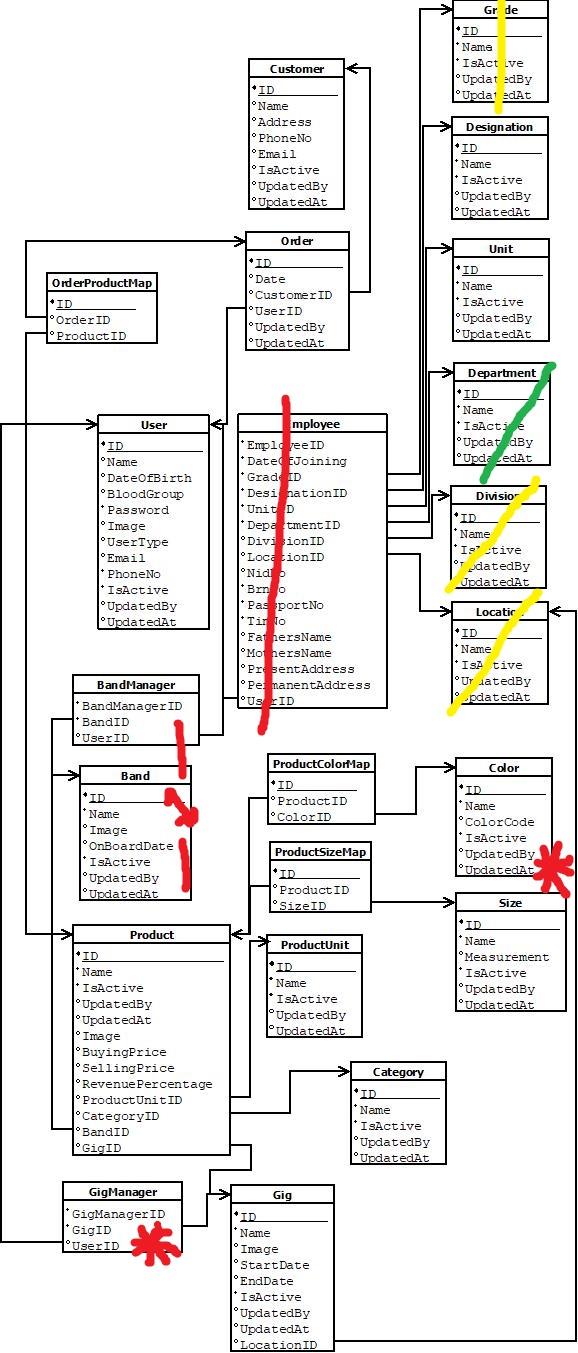 Grade
ID
Name
IsActive
UpdatedBy
UpdatedAt
Customer
ID
Name
Address
PhoneNo
Email
IsActive
UpdatedBy
UpdatedAt
Designation
ID
Name
IsActive
UpdatedBy
UpdatedAt
Order
ID
Date
CustomerID
UserID
UpdatedBy
UpdatedAt
Unit
ID
Name
IsActive
UpdatedBy
UpdatedAt
OrderProductMap
ID
OrderID
ProductID
Department
ID
Name
IsActive
UpdatedBy
UpdatedAt
User
ID
Name
DateOfBirth
BloodGroup
Password
Image
UserType
Email
PhoneNo
IsActive
UpdatedBy
UpdatedAt
Employee
EmployeeID
DateOfJoining
GradeID
DesignationID
UnitID
DepartmentID
DivisionID
LocationID
NidNo
BrnNo
PassportNo
TinNo
FathersName
MothersName
PresentAddress
PermanentAddress
UserID
Division
ID
Name
IsActive
UpdatedBy
UpdatedAt
Location
ID
Name
IsActive
UpdatedBy
UpdatedAt
BandManager
BandManagerID
BandID
UserID
Band
ID
Name
Image
OnBoardDate
IsActive
UpdatedBy
UpdatedAt
ProductColorMap
ID
ProductID
ColorID
Color
ID
Name
ColorCode
IsActive
UpdatedBy
UpdatedAt
ProductSizeMap
ID
ProductID
SizeID
Size
ID
Name
Measurement
IsActive
UpdatedBy
UpdatedAt
Product
ID
Name
IsActive
UpdatedBy
UpdatedAt
Image
BuyingPrice
SellingPrice
RevenuePercentage
ProductUnitID
CategoryID
BandID
GigID
ProductUnit
ID
Name
IsActive
UpdatedBy
UpdatedAt
Category
ID
Name
IsActive
UpdatedBy
UpdatedAt
GigManager
GigManagerID
GigID
UserID
Gig
ID
Name
Image
StartDate
EndDate
IsActive
UpdatedBy
UpdatedAt
LocationID